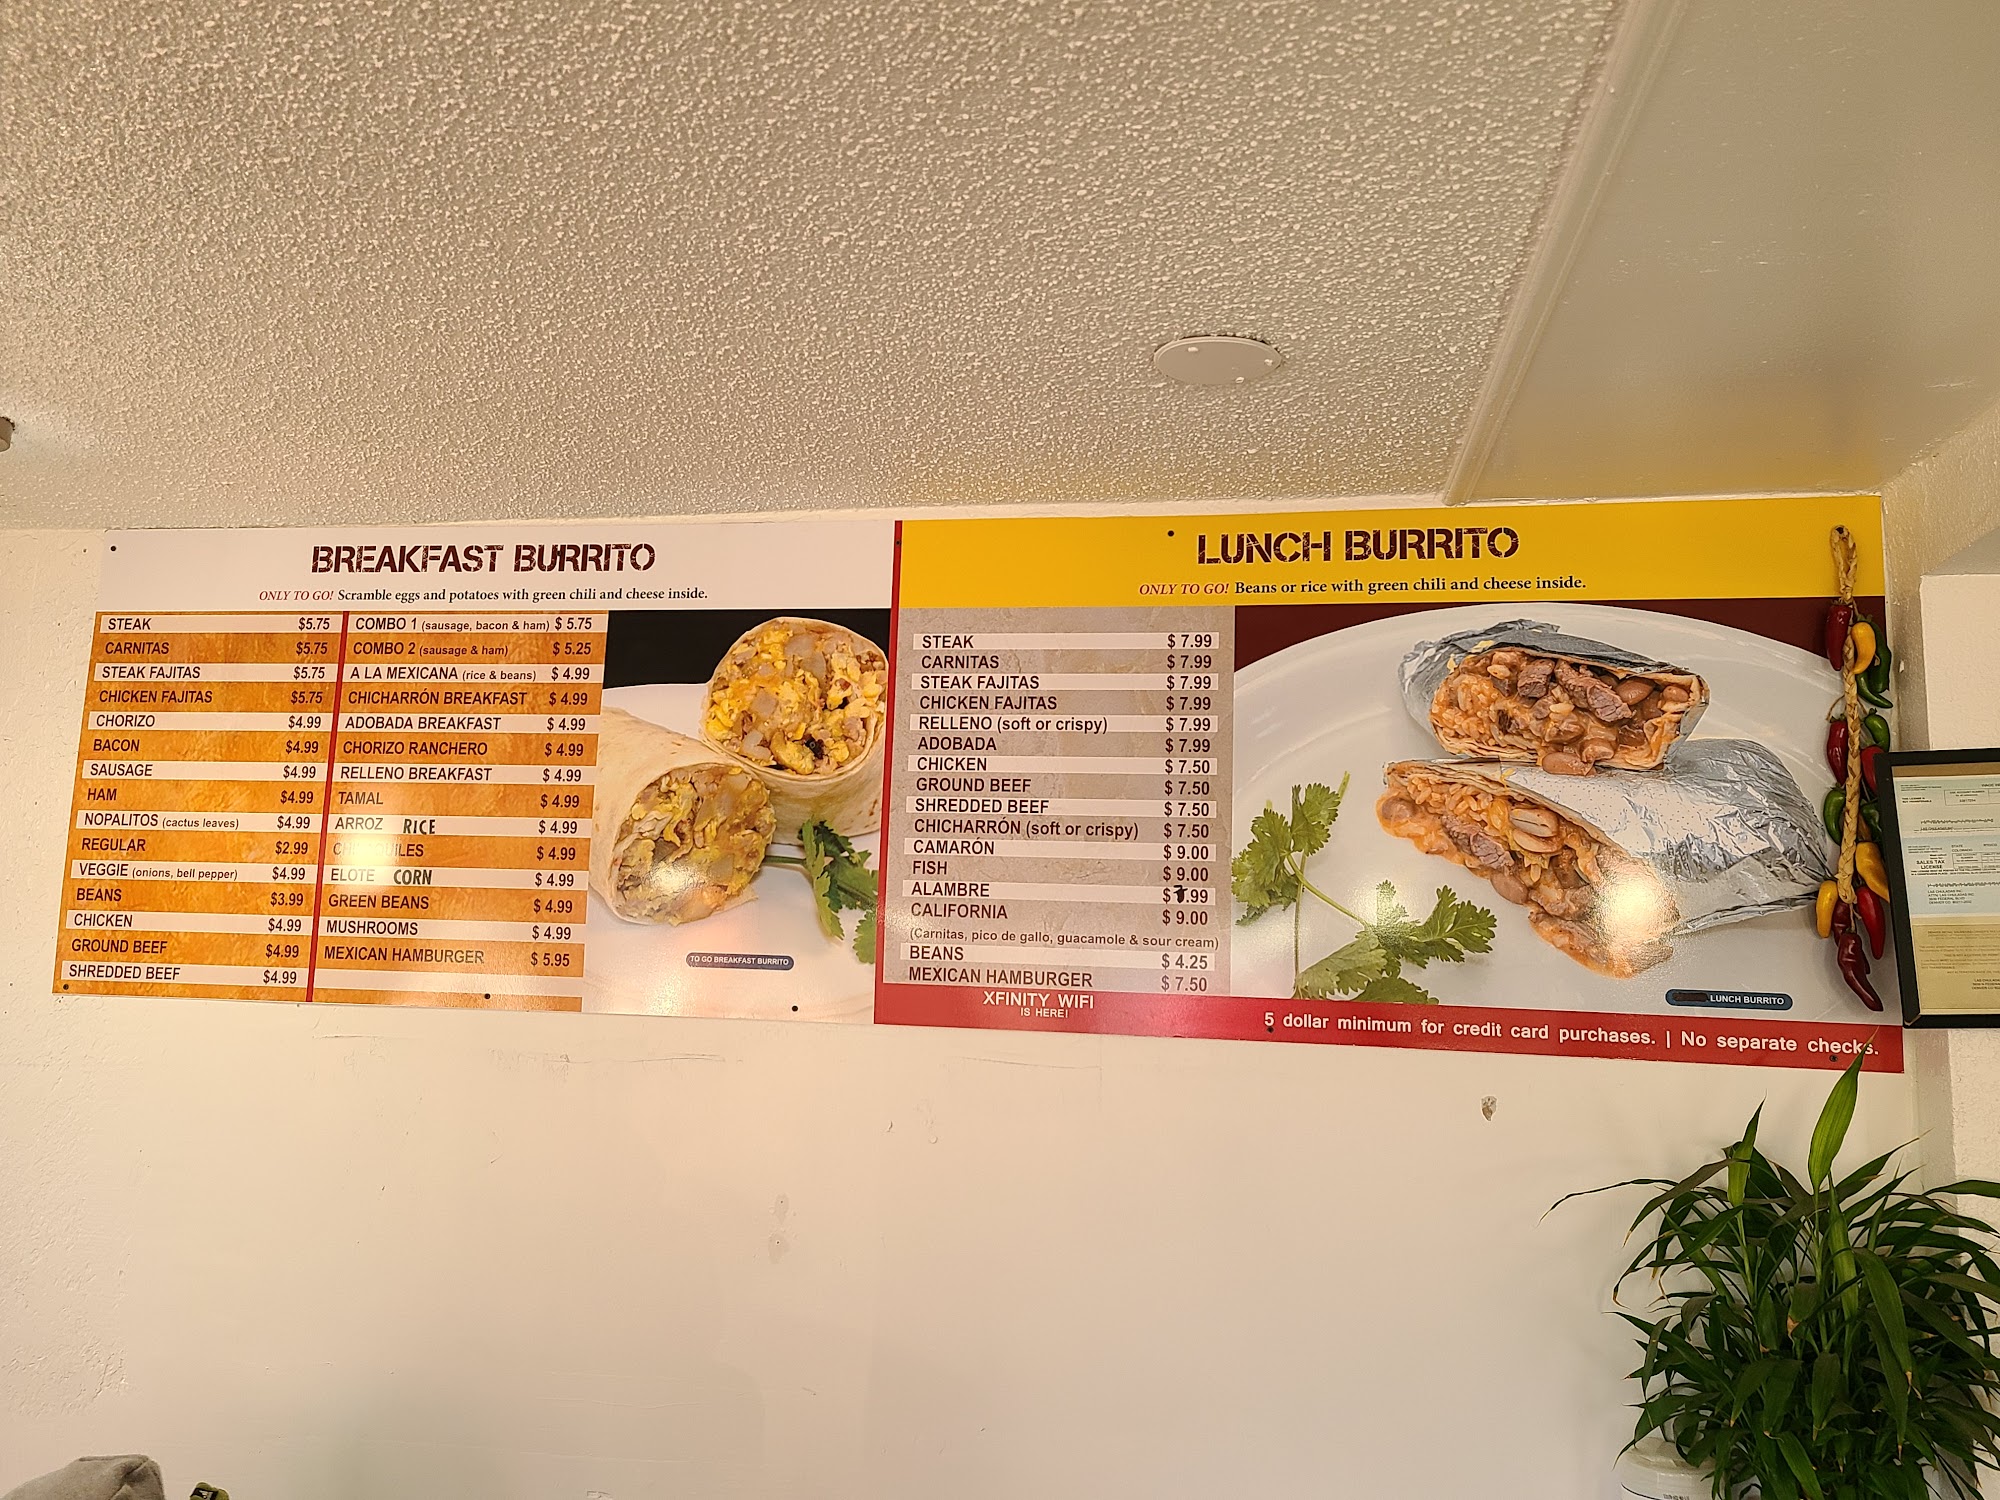 BREAKFAST BURRITO
ONLY TO GO! Scramble eggs and potatoes with green chili and cheese inside.
STEAK $5.75
CARNITAS $5.75
STEAK FAJITAS $5.75
CHICKEN FAJITAS $5.75
CHORIZO $4.99
BACON $4.99
SAUSAGE $4.99
HAM $4.99
NOPALITOS (cactus leaves) $4.99
REGULAR $2.99
VEGGIE (onions, bell pepper) $4.99
BEANS $3.99
CHICKEN $4.99
GROUND BEEF $4.99
SHREDDED BEEF $4.99
COMBO 1 (sausage, bacon & ham) $ 5.75
COMBO 2 (sausage & ham) $ 5.25
A LA MEXICANA (rice & beans) $ 4.99
CHICHARRÓN BREAKFAST $ 4.99
ADOBADA BREAKFAST $ 4.99
CHORIZO RANCHERO $ 4.99
RELLENO BREAKFAST $ 4.99
TAMAL $ 4.99
ARROZ RICE $ 4.99
$ 4.99
ELOTE CORN $ 4.99
GREEN BEANS $ 4.99
MUSHROOMS $ 4.99
MEXICAN HAMBURGER $ 5.95
TO GO BREAKFAST BURRITO
LUNCH BURRITO
ONLY TO GO! Beans or rice with green chili and cheese inside.
STEAK $ 7.99
CARNITAS $ 7.99
STEAK FAJITAS $ 7.99
CHICKEN FAJITAS $ 7.99
RELLENO (soft or crispy) $ 7.99
ADOBADA $ 7.99
CHICKEN $ 7.50
GROUND BEEF $ 7.50
SHREDDED BEEF $ 7.50
CHICHARRÓN (soft or crispy) $ 7.50
CAMARÓN $ 9.00
FISH $ 9.00
ALAMBRE $ 7.99
CALIFORNIA $ 9.00
(Carnitas, pico de gallo, guacamole & sour cream)
BEANS $ 4.25
MEXICAN HAMBURGER $ 7.50
XFINITY WIFI
IS HERE!
LUNCH BURRITO
5 dollar minimum for credit card purchases. | No separate checks.
SALES TAX
LICENSE